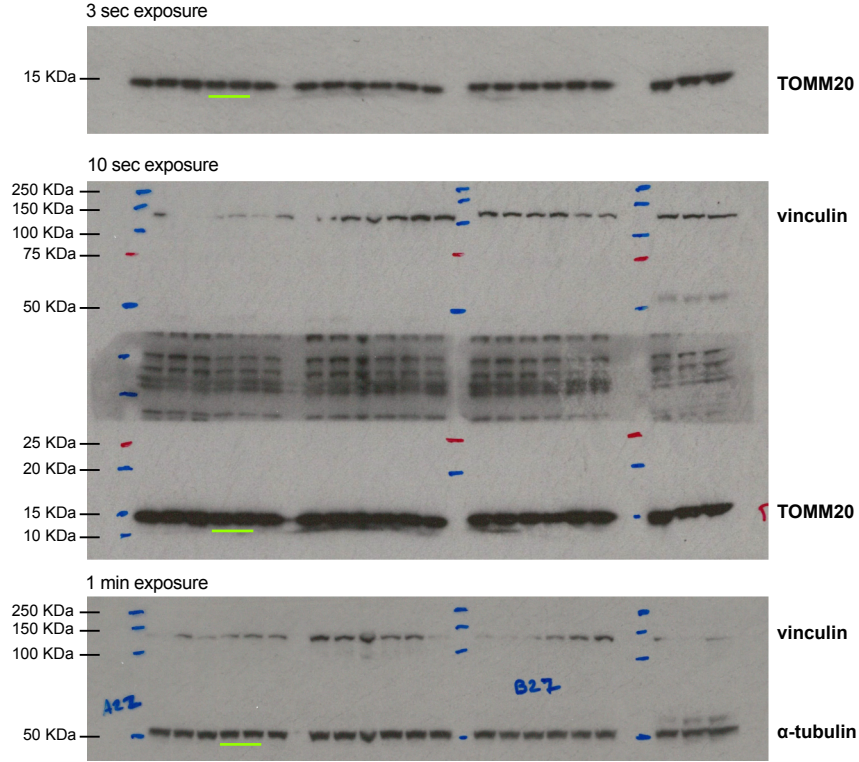 3 sec exposure
15 KDa
TOMM20
10 sec exposure
250 KDa
150 KDa
100 KDa
75 KDa
50 KDa
25 KDa
20 KDa
15 KDa
10 KDa
vinculin
TOMM20
1 min exposure
250 KDa
150 KDa
100 KDa
50 KDa
vinculin
α-tubulin
A2Z
B27